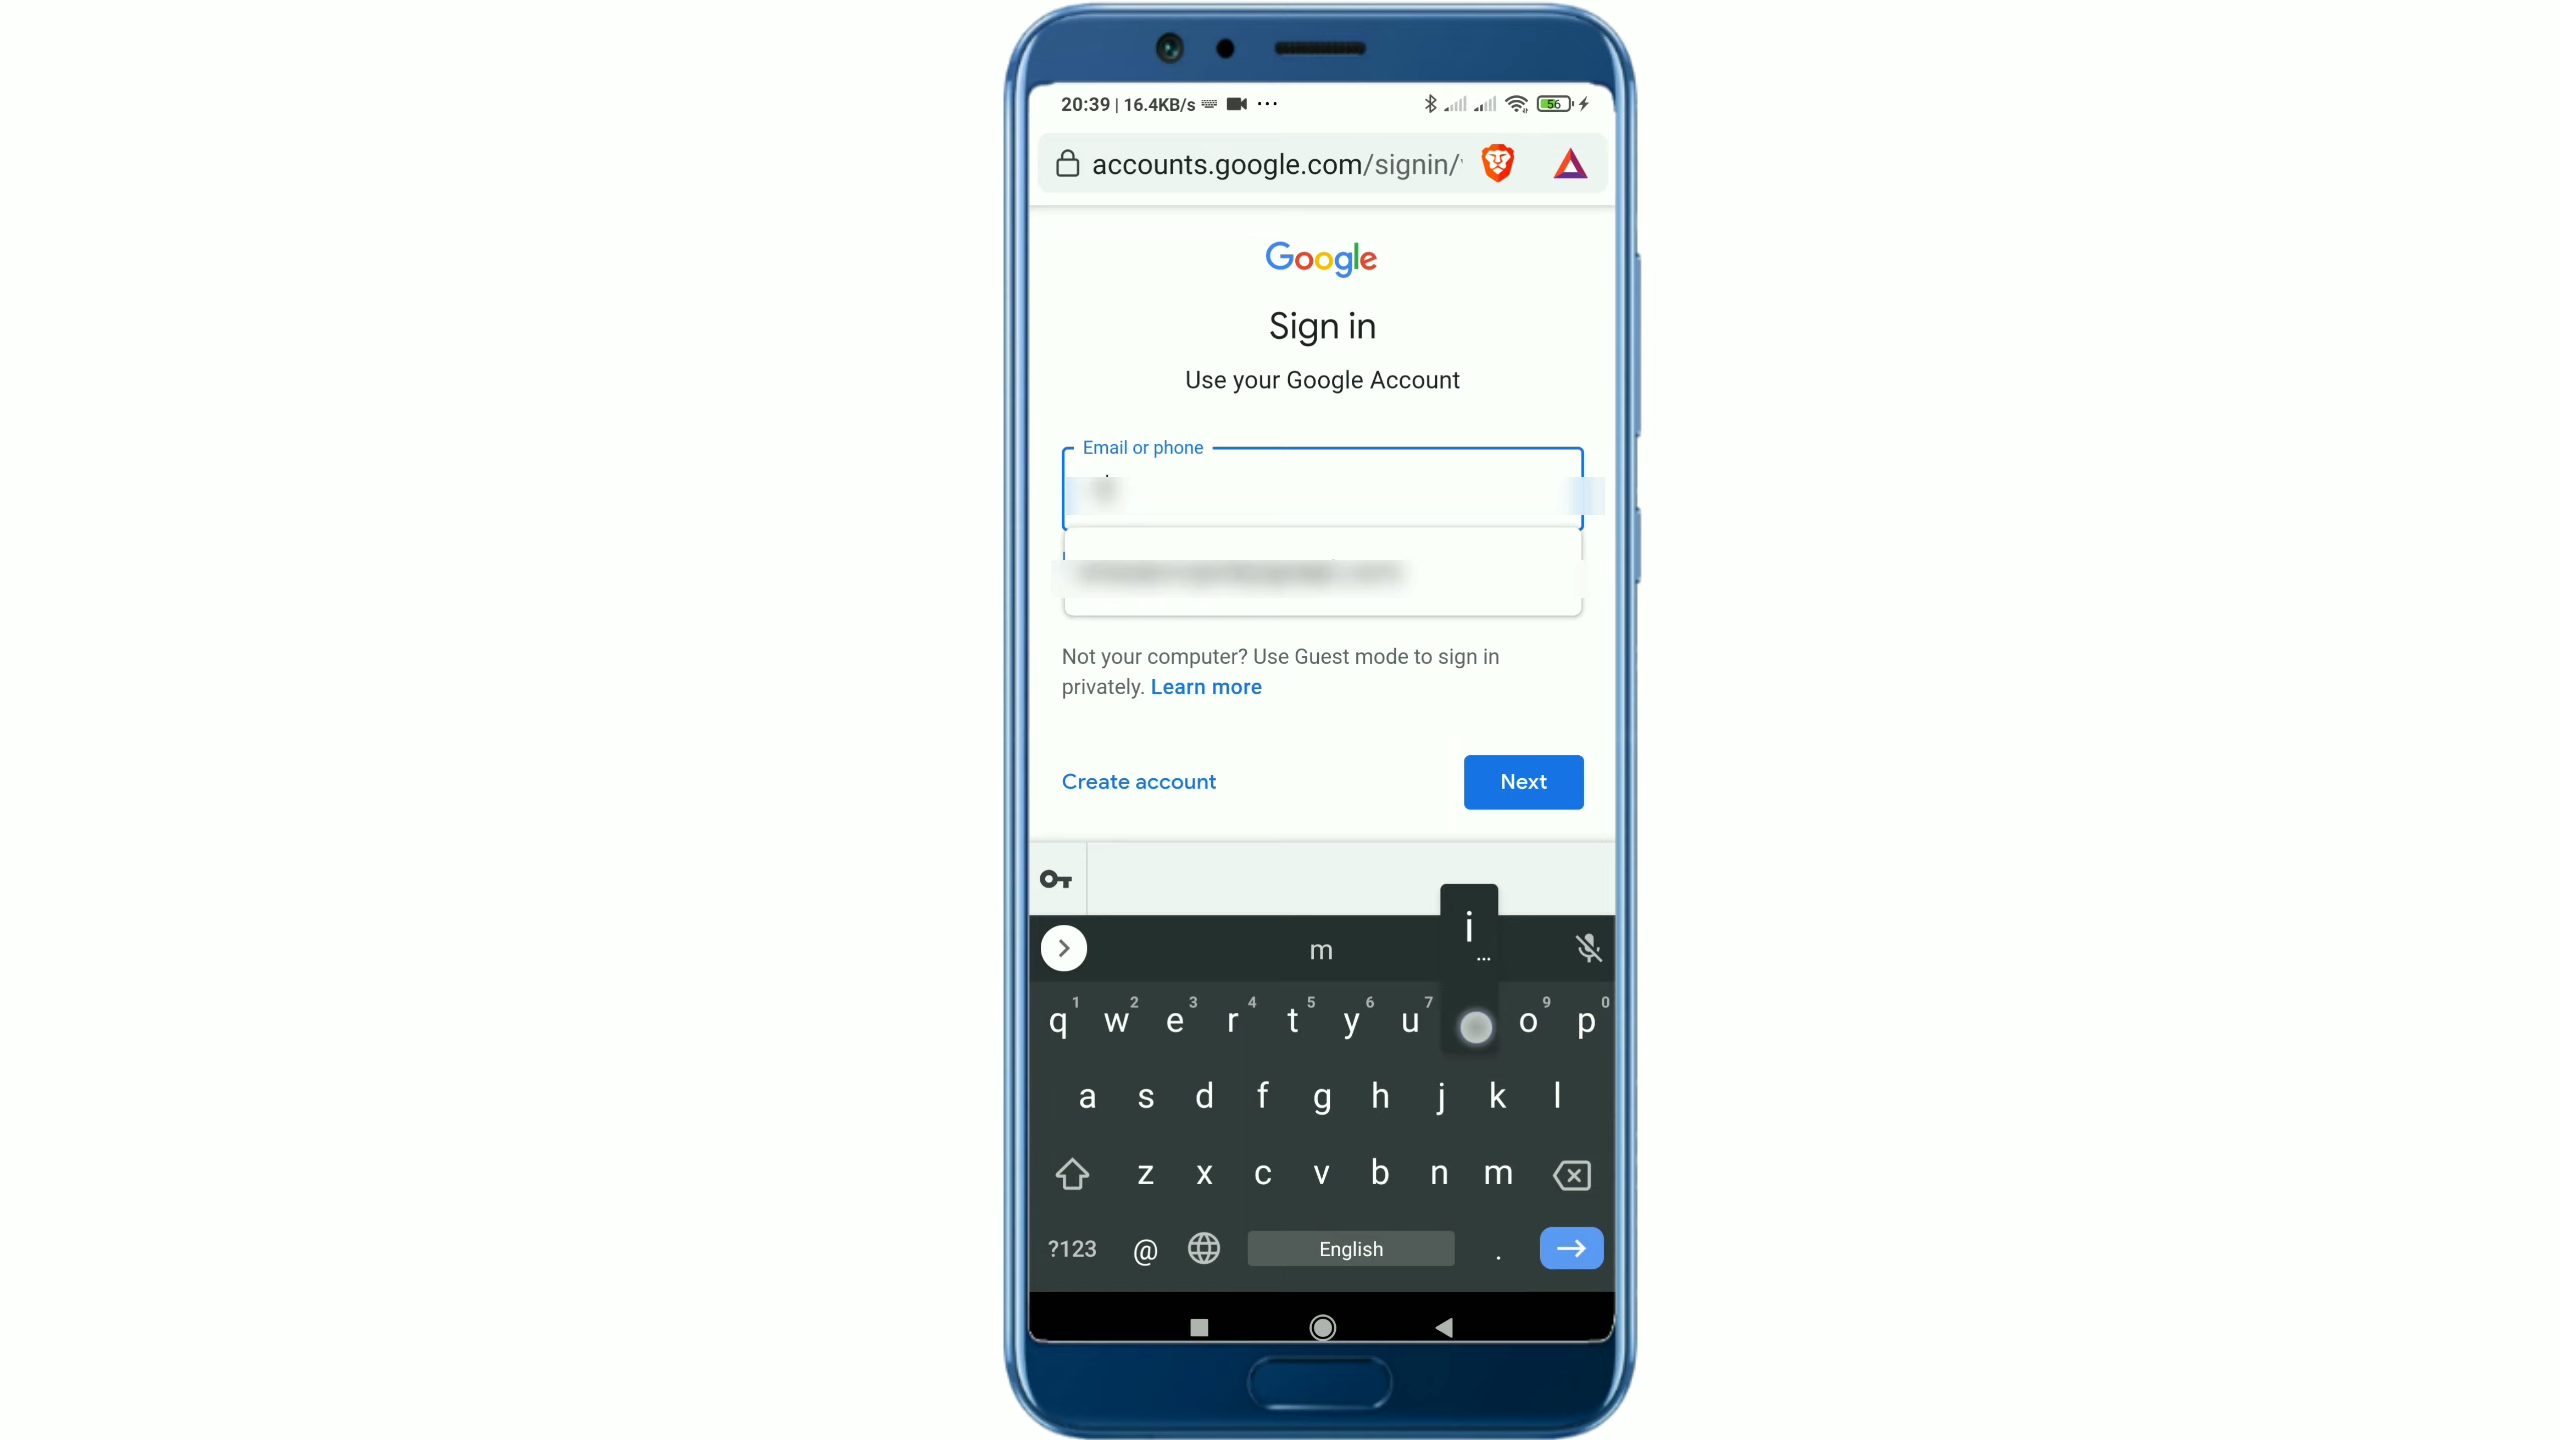 20:39 | 16.4KB/s ... 56
accounts.google.com/signin/
Google
Sign in
Use your Google Account
Email or phone
Not your computer? Use Guest mode to sign in
privately. Learn more
Create account
Next
i
...
m
1 2 3 4 5 6 7 9 0
q w e r t y u o p
a s d f g h j k l
z x c v b n m
?123 @ English .